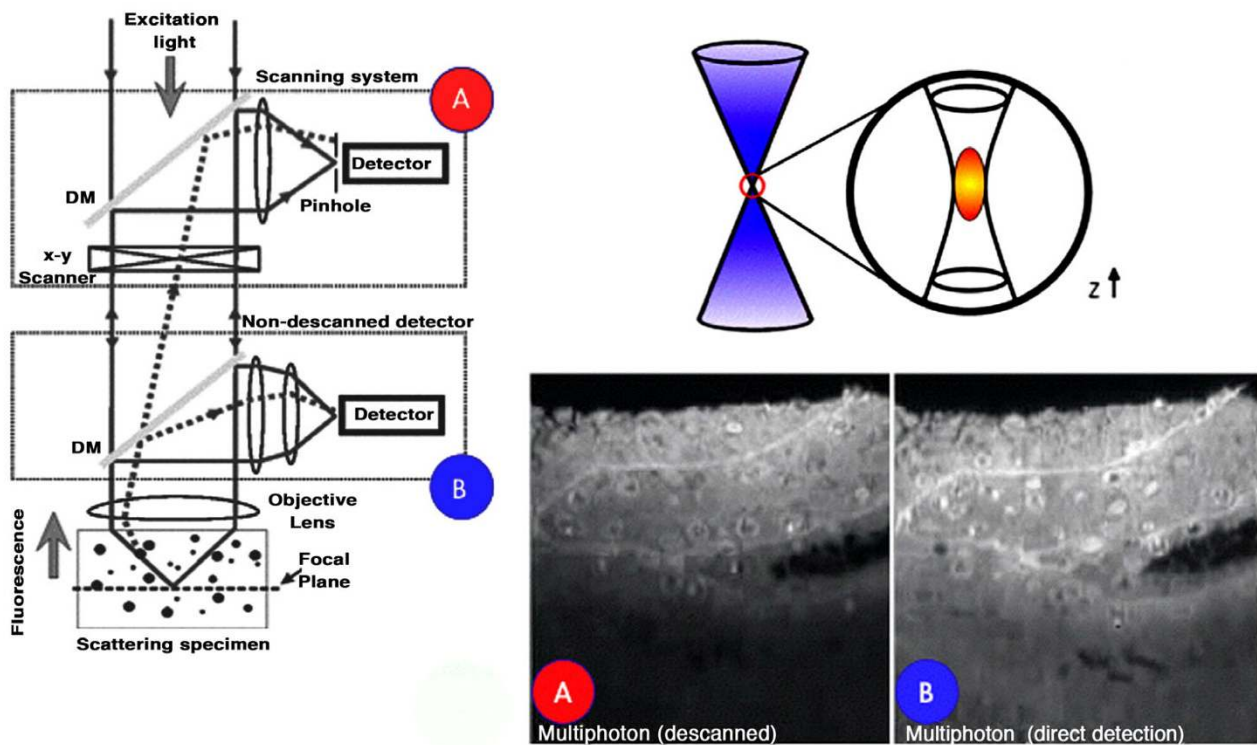 Excitation
light
Scanning system
A
Detector
DM
Pinhole
x-y
Scanner
Non-descanned detector
Detector
DM
B
Objective
Lens
Fluorescence
Focal
Plane
Scattering specimen
z
A
Multiphoton (descanned)
B
Multiphoton (direct detection)